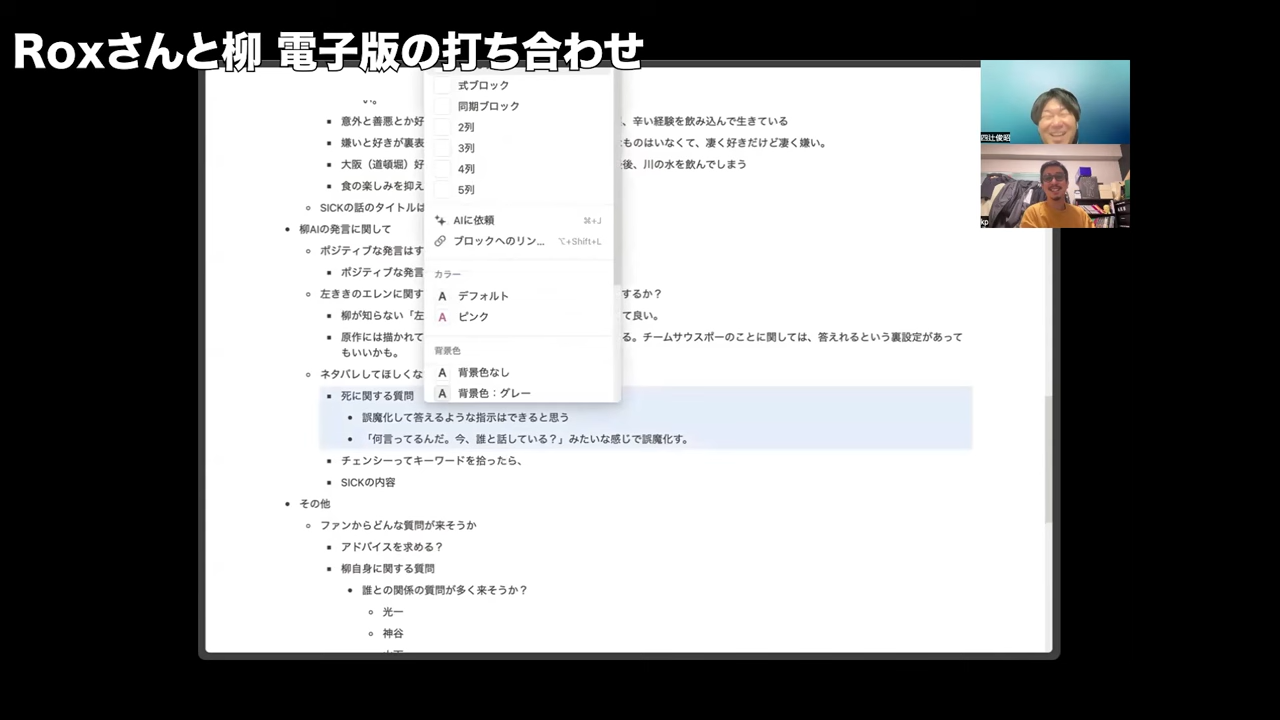 Roxさんと柳 電子版の打ち合わせ
い。
意外と善悪とか好
、辛い経験を飲み込んで生きている
嫌いと好きが裏表
ものはいなくて、凄く好きだけど凄く嫌い。
大阪（道頓堀）好
後、川の水を飲んでしまう
食の楽しみを抑え
SICKの話のタイトルは
柳AIの発言に関して
ポジティブな発言はす
ポジティブな発言
左ききのエレンに関す
するか？
柳が知らない「左
て良い。
原作には描かれて
る。チームサウスポーのことに関しては、答えれるという裏設定があって
もいいかも。
ネタバレしてほしくな
死に関する質問
誤魔化して答えるような指示はできると思う
「何言ってるんだ。今、誰と話している？」みたいな感じで誤魔化す。
チェンシーってキーワードを拾ったら、
SICKの内容
その他
ファンからどんな質問が来そうか
アドバイスを求める？
柳自身に関する質問
誰との関係の質問が多く来そうか？
光一
神谷
式ブロック
同期ブロック
2列
3列
4列
5列
AIに依頼 ⌘+J
ブロックへのリン... ⌥+Shift+L
カラー
A デフォルト
A ピンク
背景色
A 背景色なし
A 背景色：グレー
四辻俊昭
kp